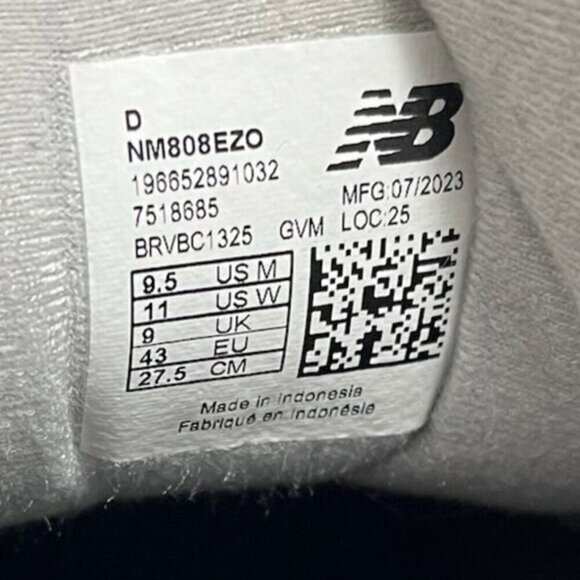 D
NM808EZO
196652891032
7518685
BRVBC1325 GVM
NB
MFG:07/2023
LOC:25
9.5 US M
11 US W
9 UK
43 EU
27.5 CM
Made in Indonesia
Fabriqué en Indonésie